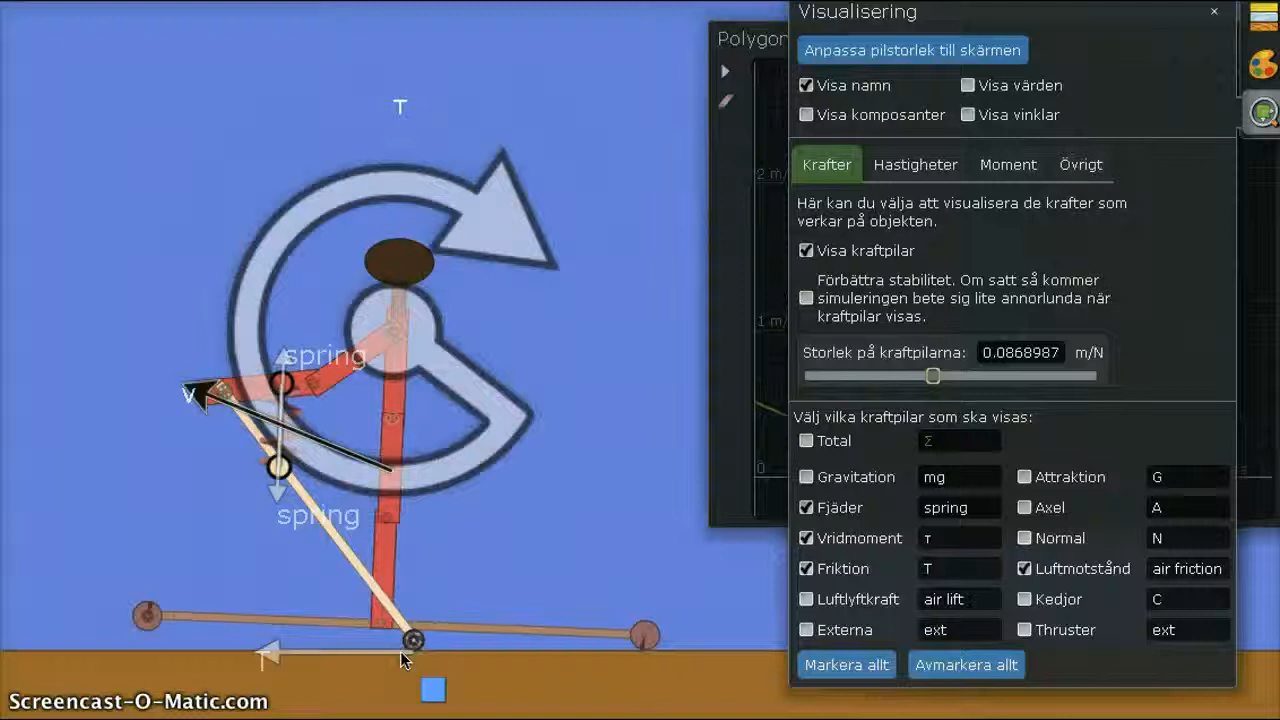 T
spring
v
spring
T
Screencast-O-Matic.com
Polygon
2 m/
1 m/
0
Visualisering
×
Anpassa pilstorlek till skärmen
Visa namn
Visa värden
Visa komposanter
Visa vinklar
Krafter
Hastigheter
Moment
Övrigt
Här kan du välja att visualisera de krafter som
verkar på objekten.
Visa kraftpilar
Förbättra stabilitet. Om satt så kommer
simuleringen bete sig lite annorlunda när
kraftpilar visas.
Storlek på kraftpilarna: 0.0868987 m/N
Välj vilka kraftpilar som ska visas:
Total Σ
Gravitation mg Attraktion G
Fjäder spring Axel A
Vridmoment τ Normal N
Friktion T Luftmotstånd air friction
Luftlyftkraft air lift Kedjor C
Externa ext Thruster ext
Markera allt Avmarkera allt